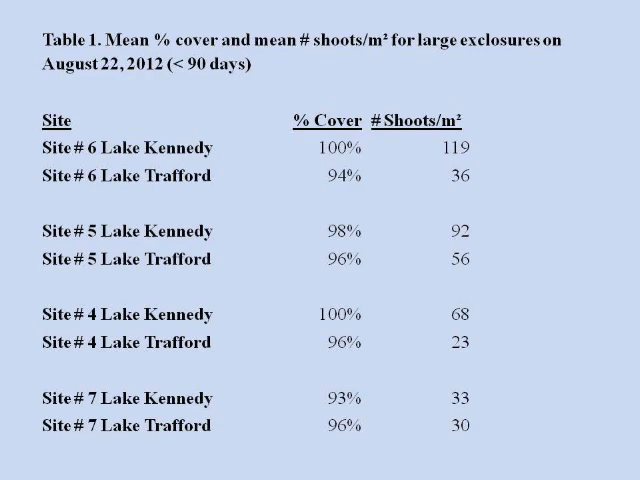 Table 1. Mean % cover and mean # shoots/m² for large exclosures on
August 22, 2012 (< 90 days)
Site % Cover # Shoots/m²
Site # 6 Lake Kennedy 100% 119
Site # 6 Lake Trafford 94% 36
Site # 5 Lake Kennedy 98% 92
Site # 5 Lake Trafford 96% 56
Site # 4 Lake Kennedy 100% 68
Site # 4 Lake Trafford 96% 23
Site # 7 Lake Kennedy 93% 33
Site # 7 Lake Trafford 96% 30